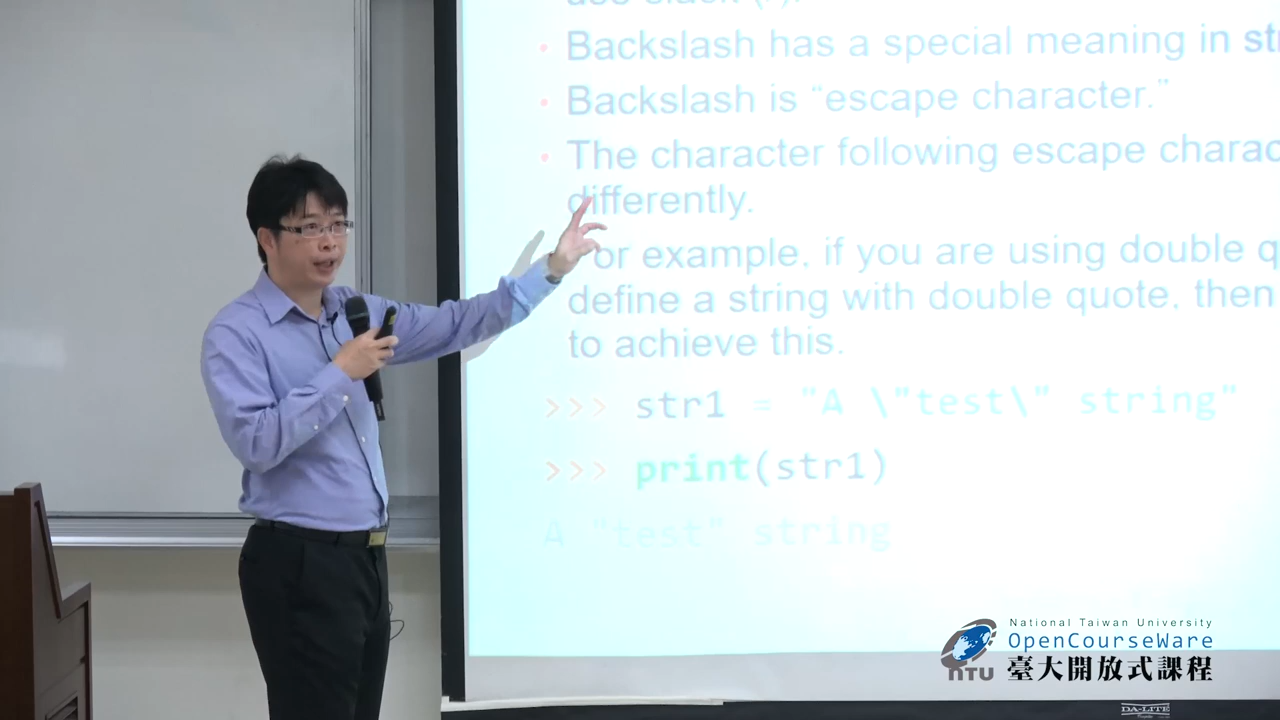 Backslash has a special meaning in
Backslash is “escape character.”
The character following escape
differently.
or example, if you are using double
define a string with double quote, then
to achieve this.
>>> str1 = "A \"test\" string"
>>> print(str1)
A "test" string
National Taiwan University
OpenCourseWare
NTU 臺大開放式課程
DA-LITE